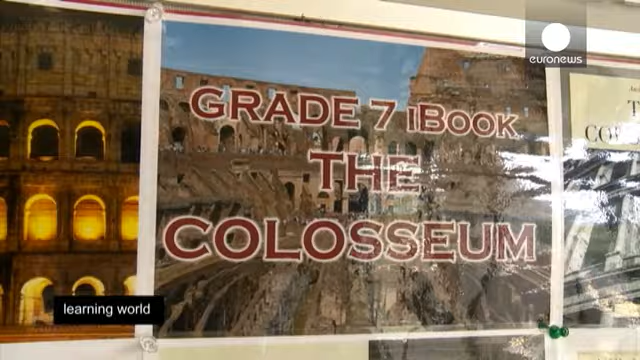 euronews
GRADE 7 iBOOK
THE
COLOSSEUM
learning world